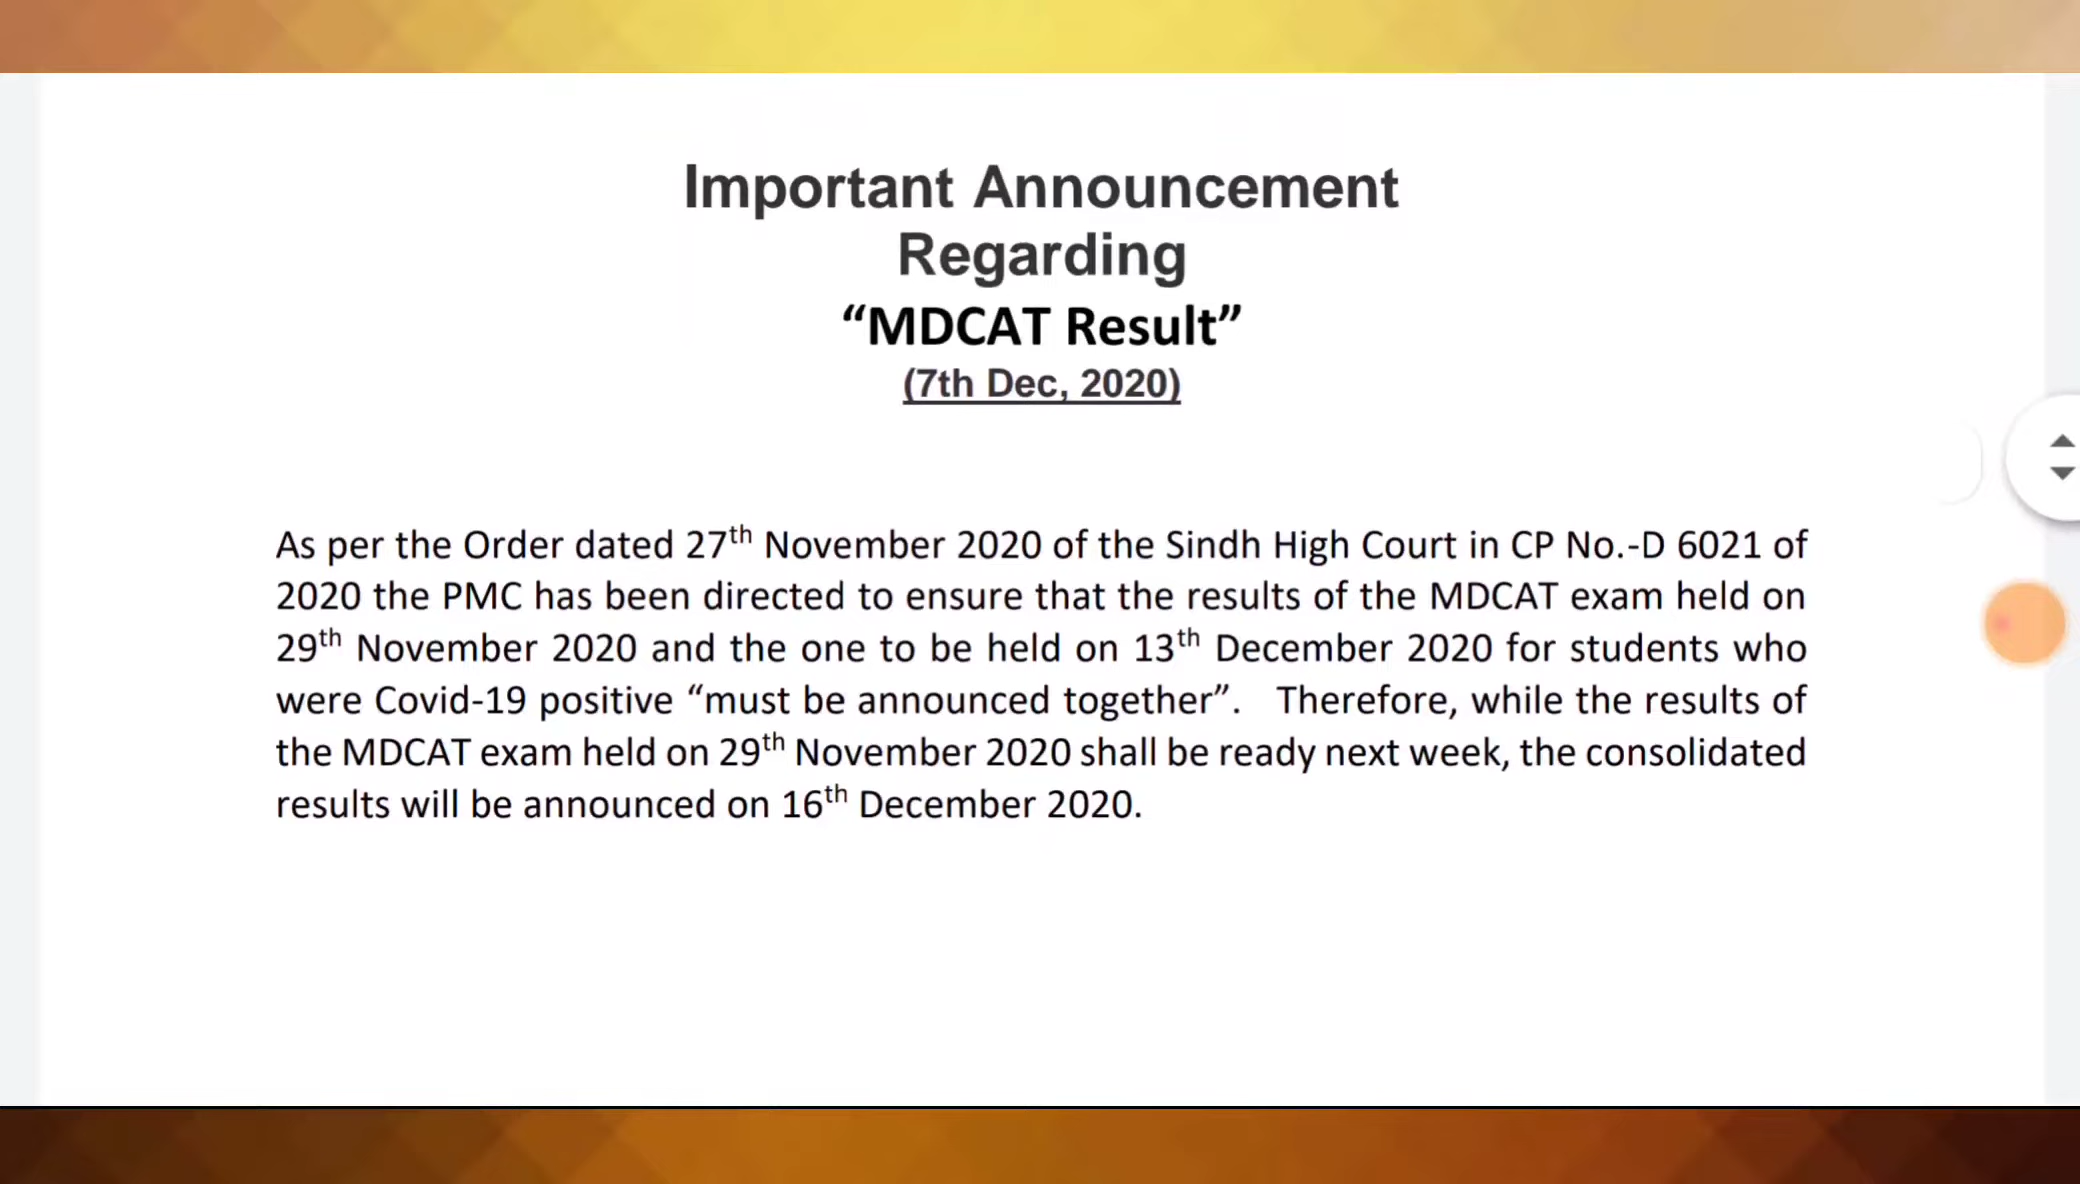 Important Announcement
Regarding
“MDCAT Result”
(7th Dec, 2020)
As per the Order dated 27th November 2020 of the Sindh High Court in CP No.-D 6021 of
2020 the PMC has been directed to ensure that the results of the MDCAT exam held on
29th November 2020 and the one to be held on 13th December 2020 for students who
were Covid-19 positive “must be announced together”. Therefore, while the results of
the MDCAT exam held on 29th November 2020 shall be ready next week, the consolidated
results will be announced on 16th December 2020.